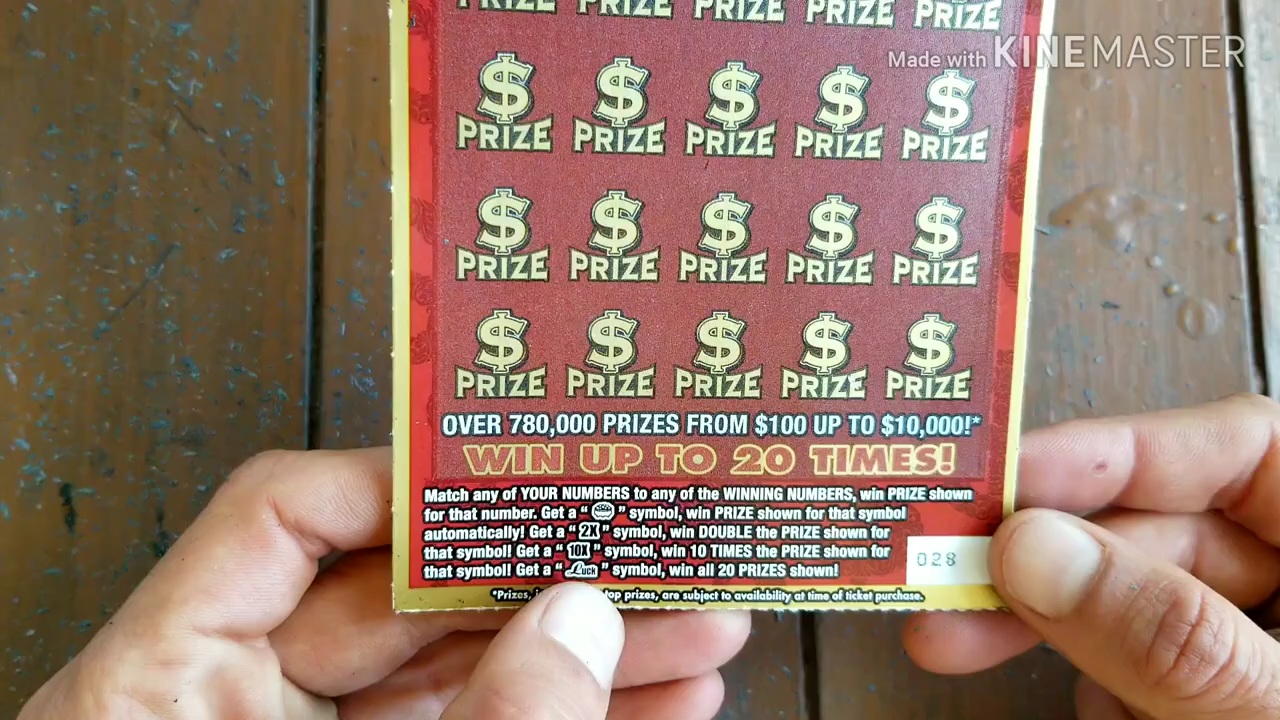 PRIZE PRIZE PRIZE PRIZE PRIZE
Made with KINEMASTER
$ $ $ $ $
PRIZE PRIZE PRIZE PRIZE PRIZE
$ $ $ $ $
PRIZE PRIZE PRIZE PRIZE PRIZE
$ $ $ $ $
PRIZE PRIZE PRIZE PRIZE PRIZE
OVER 780,000 PRIZES FROM $100 UP TO $10,000!*
WIN UP TO 20 TIMES!
Match any of YOUR NUMBERS to any of the WINNING NUMBERS, win PRIZE shown
for that number. Get a " " symbol, win PRIZE shown for that symbol
automatically! Get a "2X" symbol, win DOUBLE the PRIZE shown for
that symbol! Get a "10X" symbol, win 10 TIMES the PRIZE shown for
that symbol! Get a "Luck" symbol, win all 20 PRIZES shown!
028
*Prizes, top prizes, are subject to availability at time of ticket purchase.